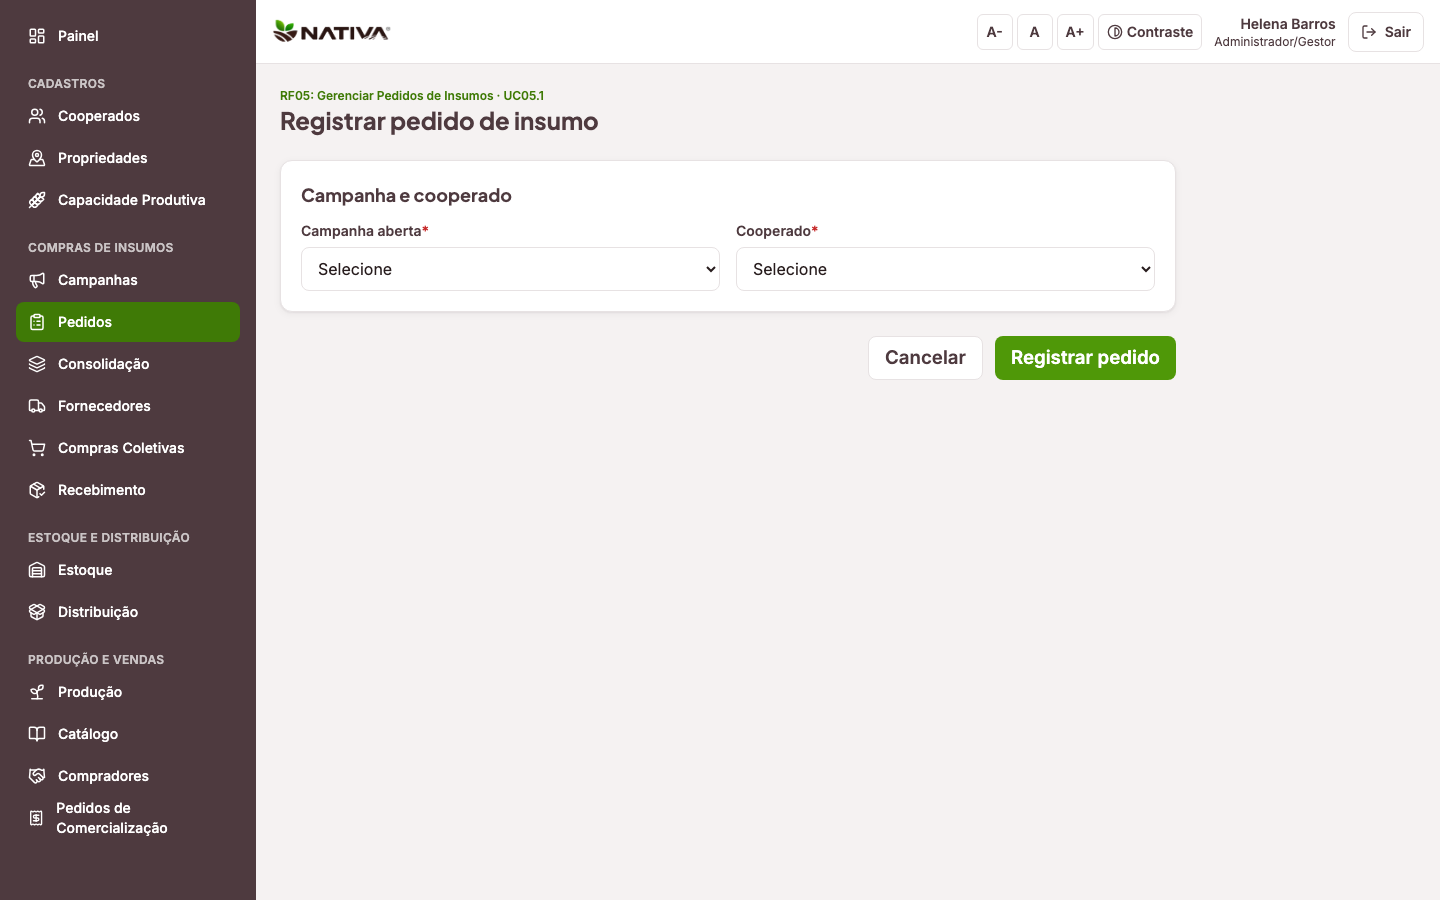 Painel
CADASTROS
Cooperados
Propriedades
Capacidade Produtiva
COMPRAS DE INSUMOS
Campanhas
Pedidos
Consolidação
Fornecedores
Compras Coletivas
Recebimento
ESTOQUE E DISTRIBUIÇÃO
Estoque
Distribuição
PRODUÇÃO E VENDAS
Produção
Catálogo
Compradores
Pedidos de
Comercialização
NATIVA
A-
A
A+
Contraste
Helena Barros
Administrador/Gestor
Sair
RF05: Gerenciar Pedidos de Insumos · UC05.1
Registrar pedido de insumo
Campanha e cooperado
Campanha aberta*
Selecione
Cooperado*
Selecione
Cancelar
Registrar pedido